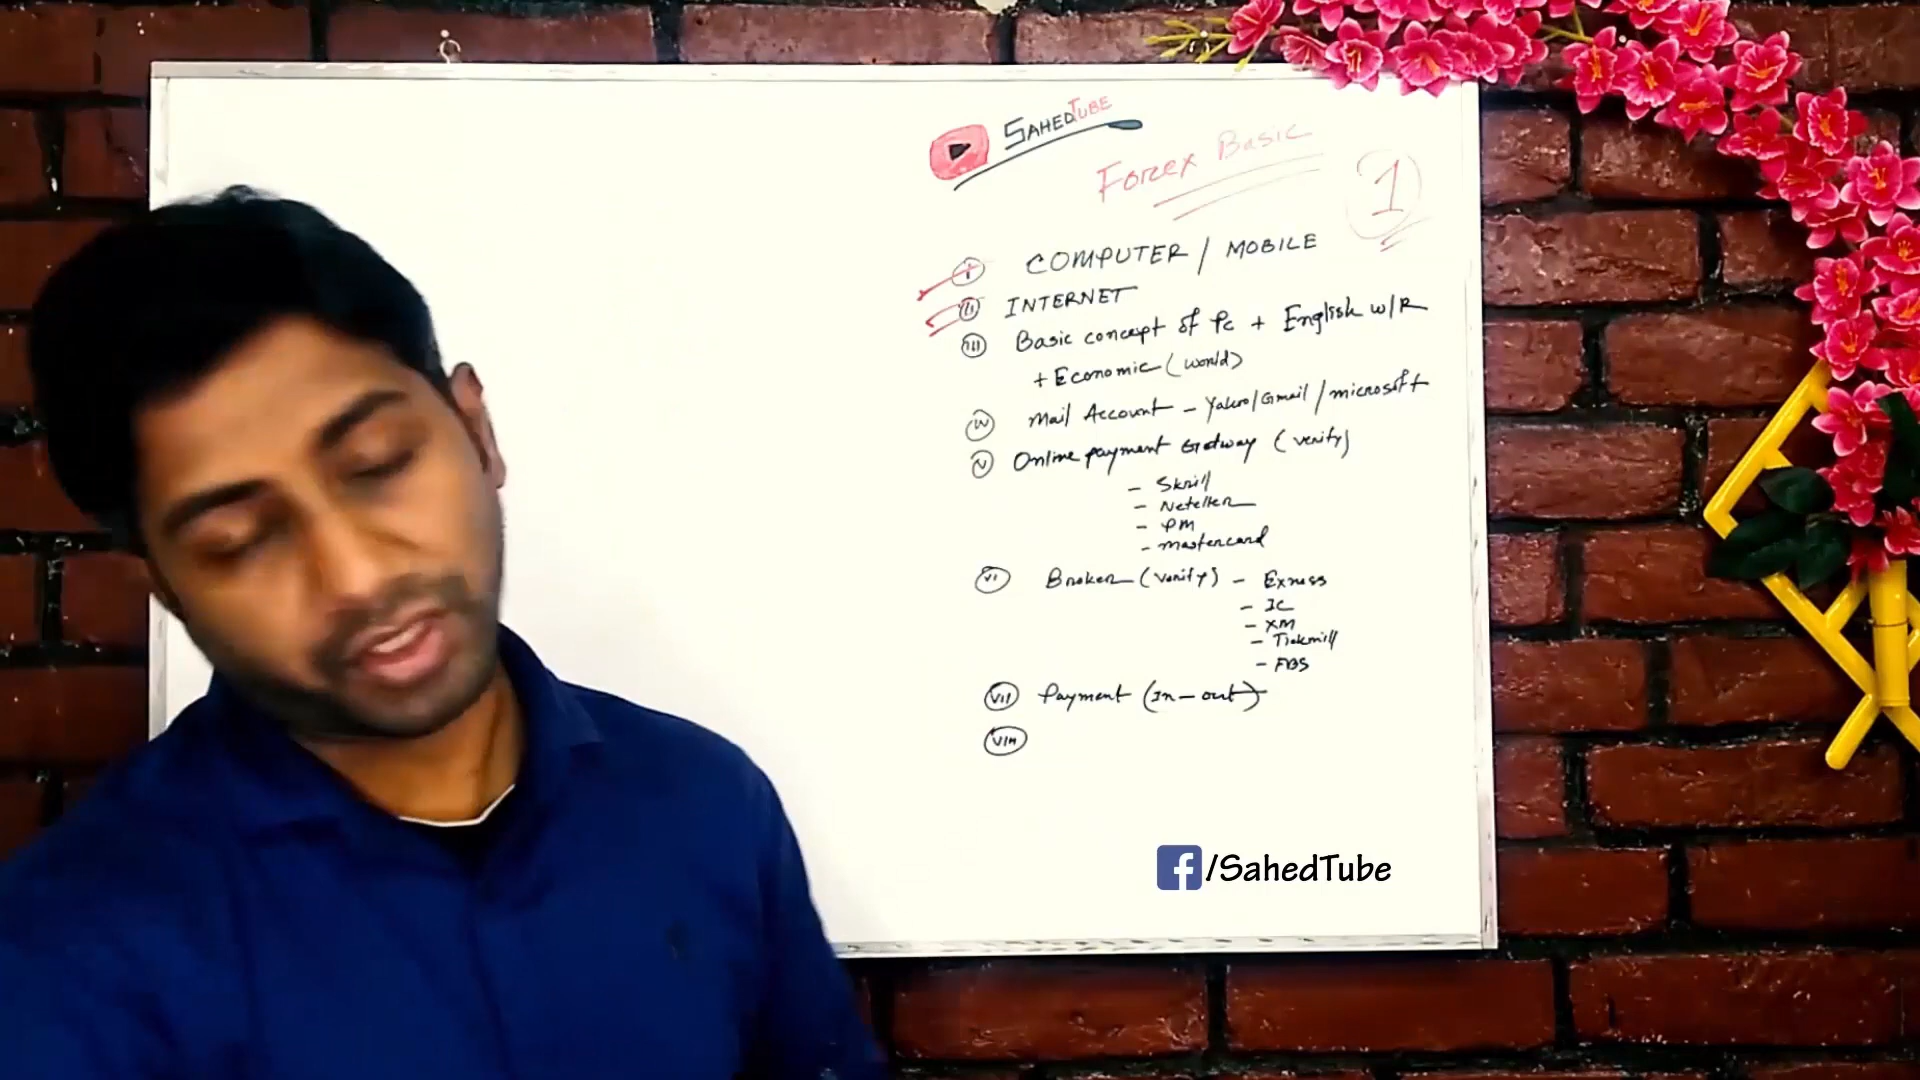 SAHEDTUBE
Forex Basic
1
I COMPUTER / MOBILE
II INTERNET
III Basic concept of Pc + English W/R
+ Economic (world)
IV Mail Account - Yahoo/Gmail/microsoft
V Online payment Getway (verify)
- Skrill
- Neteller
- PM
- mastercard
VI Broker (verify) - Exness
- IC
- XM
- Tickmill
- FBS
VII Payment (In-out)
VIII
f/SahedTube